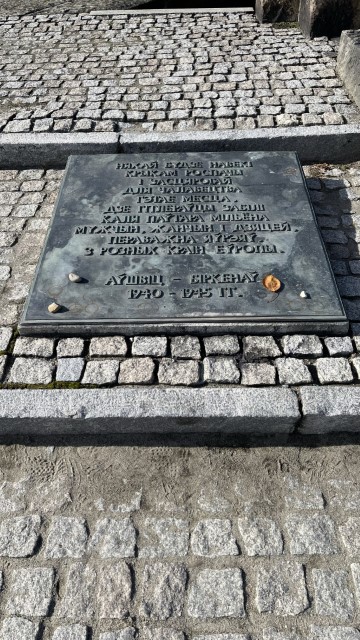 НЯХАЙ БУДЗЕ НАВЕКІ
КРЫКАМ РОСПАЧЫ
І ЗАСЦЯРОГАЙ
ДЛЯ ЧАЛАВЕЦТВА
ГЭТАЕ МЕСЦА,
ДЗЕ ГІТЛЕРАЎЦЫ ЗАБІЛІ
КАЛЯ ПАЎТАРА МІЛЬЁНА
МУЖЧЫН, ЖАНЧЫН І ДЗЯЦЕЙ,
ПЕРАВАЖНА ЯЎРЭЯЎ,
З РОЗНЫХ КРАІН ЕЎРОПЫ.
АЎШВІЦ - БІРКЕНАЎ
1940 - 1945 ГГ.